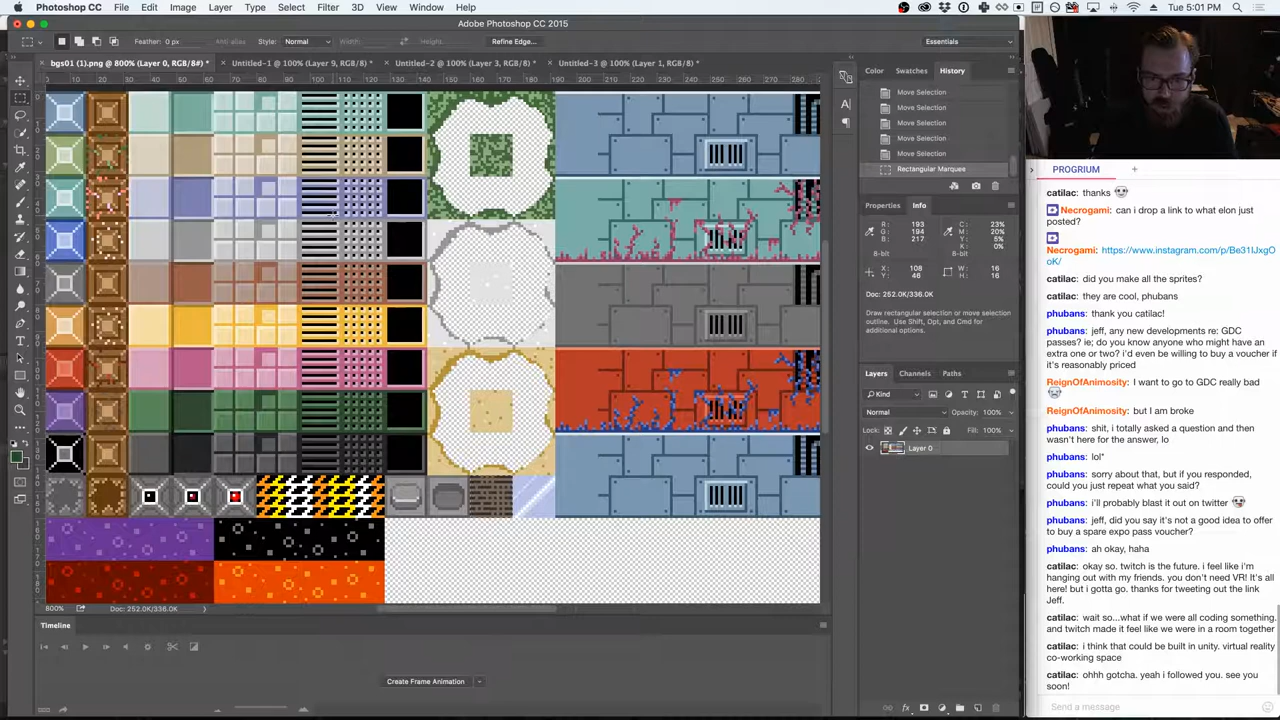 Photoshop CC File Edit Image Layer Type Select Filter 3D View Window Help Tue 5:01 PM
Adobe Photoshop CC 2015
Feather: 0 px Anti-alias Style: Normal Width: Height: Refine Edge... Essentials
bgs01 (1).png @ 800% (Layer 0, RGB/8#) * Untitled-1 @ 100% (Layer 9, RGB/8) * Untitled-2 @ 100% (Layer 3, RGB/8) * Untitled-3 @ 100% (Layer 1, RGB/8) *
Color Swatches History
Move Selection
Move Selection
Move Selection
Move Selection
Move Selection
Rectangular Marquee
Properties Info
R: 193 C: 23%
G: 194 M: 20%
B: 217 Y: 5%
K: 0%
8-bit 8-bit
X: 108 W: 16
Y: 46 H: 16
Doc: 252.0K/336.0K
Draw rectangular selection or move selection
outline. Use Shift, Opt, and Cmd for additional
options.
Layers Channels Paths
Kind
Normal Opacity: 100%
Lock: Fill: 100%
Layer 0
800% Doc: 252.0K/336.0K
Timeline
Create Frame Animation
PROGRIUM +
catilac: thanks
Necrogami: can i drop a link to what elon just
posted?
Necrogami: https://www.instagram.com/p/Be31IJxgO
oK/
catilac: did you make all the sprites?
catilac: they are cool, phubans
phubans: thank you catilac!
phubans: jeff, any new developments re: GDC
passes? ie; do you know anyone who might have an
extra one or two? i'd even be willing to buy a voucher if
it's reasonably priced
ReignOfAnimosity: I want to go to GDC really bad
ReignOfAnimosity: but I am broke
phubans: shit, i totally asked a question and then
wasn't here for the answer, lo
phubans: lol*
phubans: sorry about that, but if you responded,
could you just repeat what you said?
phubans: i'll probably blast it out on twitter
phubans: jeff, did you say it's not a good idea to offer
to buy a spare expo pass voucher?
phubans: ah okay, haha
catilac: okay so. twitch is the future. i feel like i'm
hanging out with my friends. you don't need VR! It's all
here! but i gotta go. thanks for tweeting out the link
Jeff.
catilac: wait so...what if we were all coding something.
and twitch made it feel like we were in a room together
catilac: i think that could be built in unity. virtual reality
co-working space
catilac: ohhh gotcha. yeah i followed you. see you
soon!
Send a message